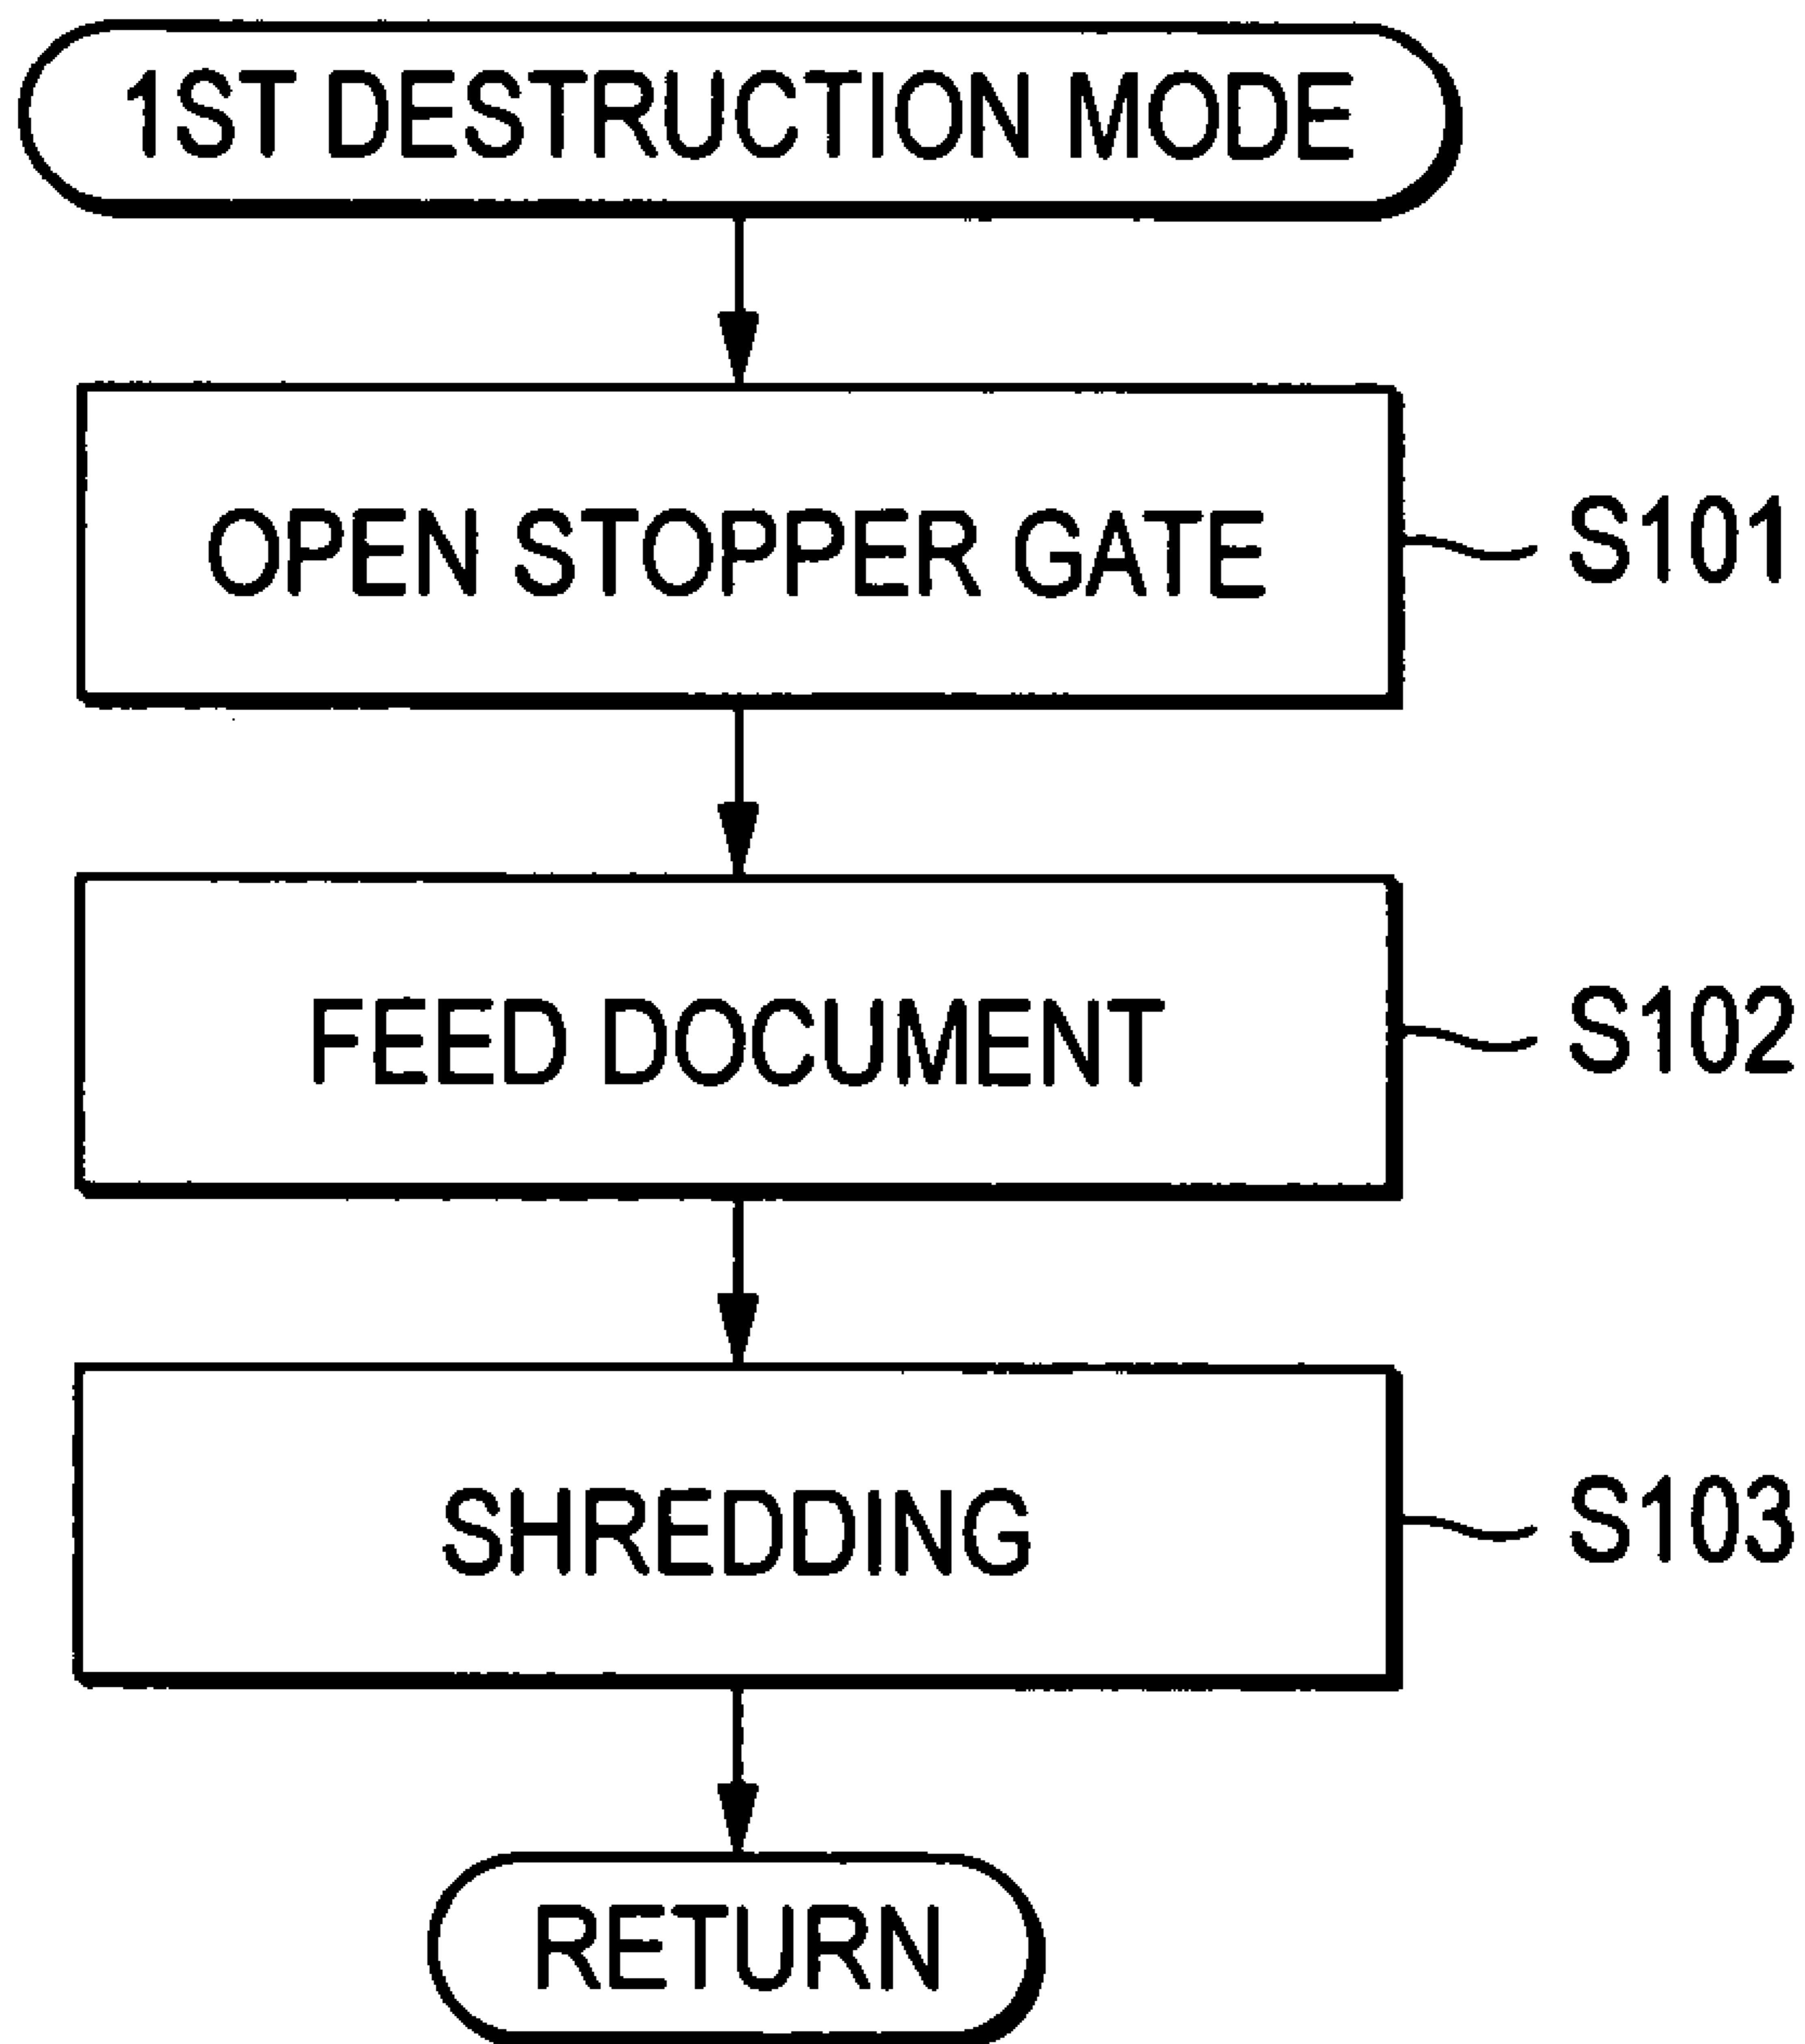 1ST DESTRUCTION MODE
OPEN STOPPER GATE
S101
FEED DOCUMENT
S102
SHREDDING
S103
RETURN